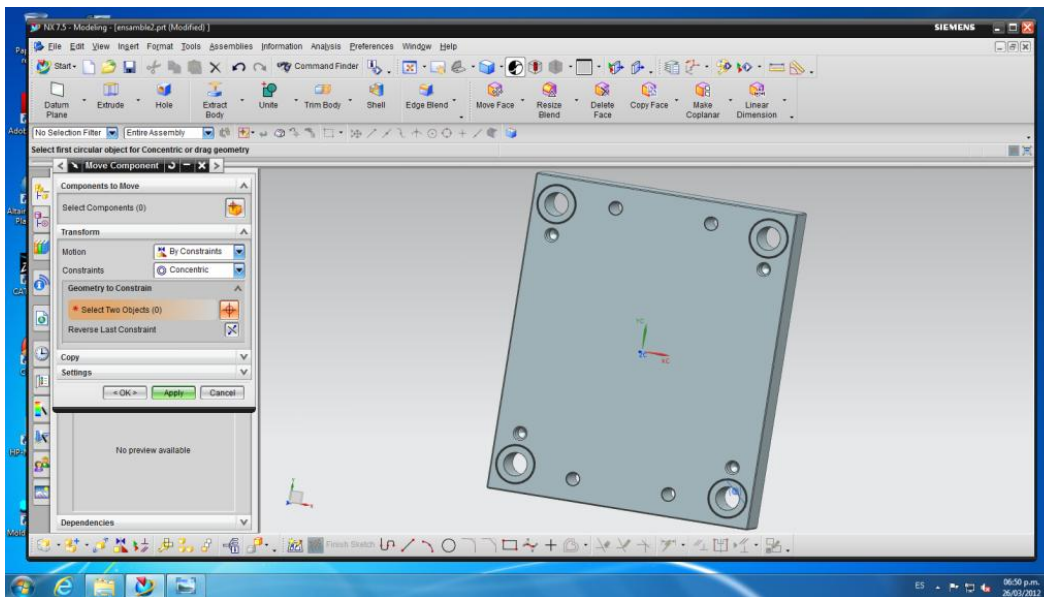 NX 7.5 - Modeling - [ensamble2.prt (Modified) ] SIEMENS
File Edit View Insert Format Tools Assemblies Information Analysis Preferences Window Help
Start Command Finder
Datum Plane Extrude Hole Extract Body Unite Trim Body Shell Edge Blend Move Face Resize Blend Delete Face Copy Face Make Coplanar Linear Dimension
No Selection Filter Entire Assembly
Select first circular object for Concentric or drag geometry
Move Component
Components to Move
Select Components (0)
Transform
Motion By Constraints
Constraints Concentric
Geometry to Constrain
* Select Two Objects (0)
Reverse Last Constraint
Copy
Settings
< OK > Apply Cancel
No preview available
Dependencies
YC
ZC XC
Finish Sketch
ES 06:50 p.m.
26/03/2012